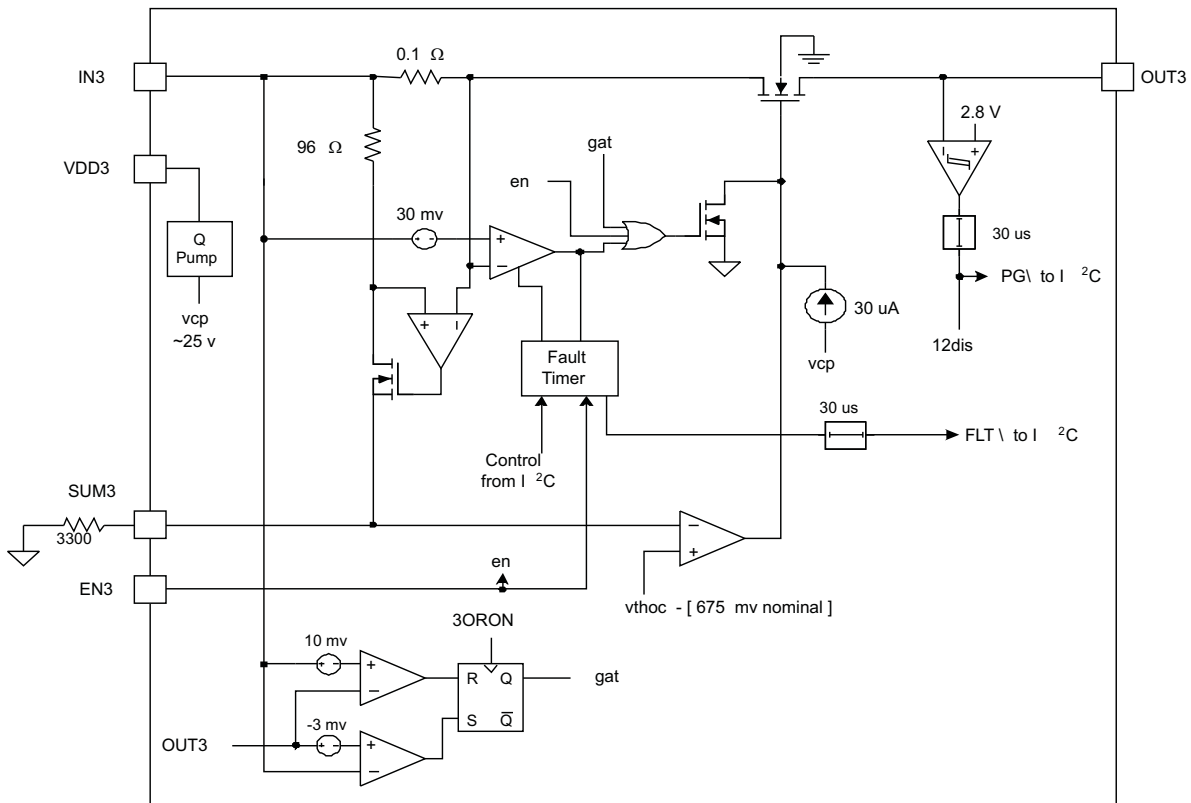 0.1 Ω
IN3
OUT3
2.8 V
96 Ω
gat
VDD3
en
30 mv
− +
+ −
+
−
30 us
Q
Pump
PG\ to I ²C
vcp
~25 v
+ −
30 uA
12dis
Fault
Timer
vcp
30 us
FLT \ to I ²C
Control
from I ²C
SUM3
3300
−
+
en
EN3
vthoc - [ 675 mv nominal ]
3ORON
10 mv
+ −
+
−
R Q
gat
S Q̅
-3 mv
OUT3
+ −
+
−